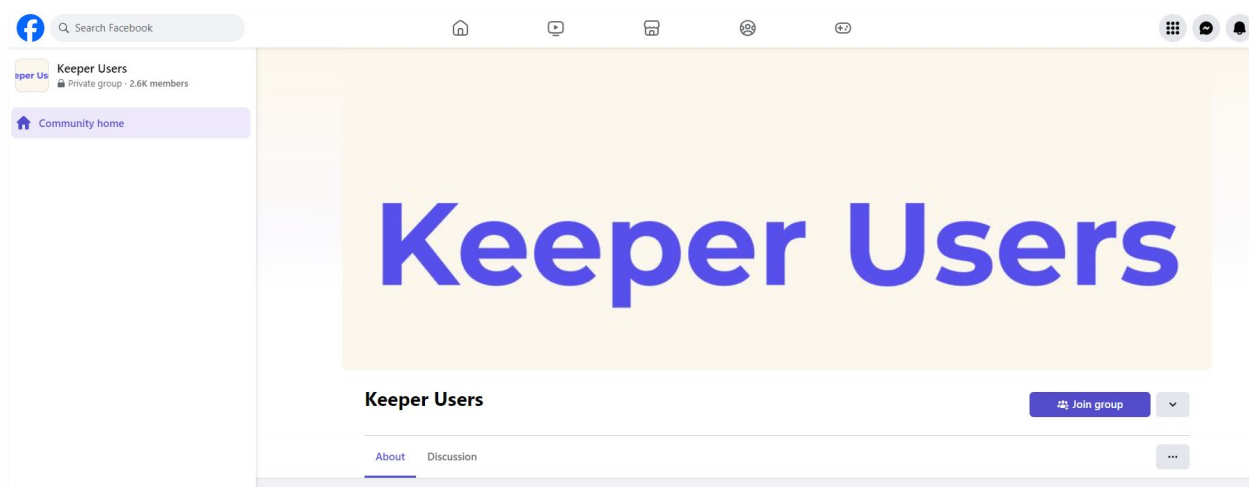 Search Facebook
eper Us
Keeper Users
Private group · 2.6K members
Community home
Keeper Users
Keeper Users
Join group
About
Discussion